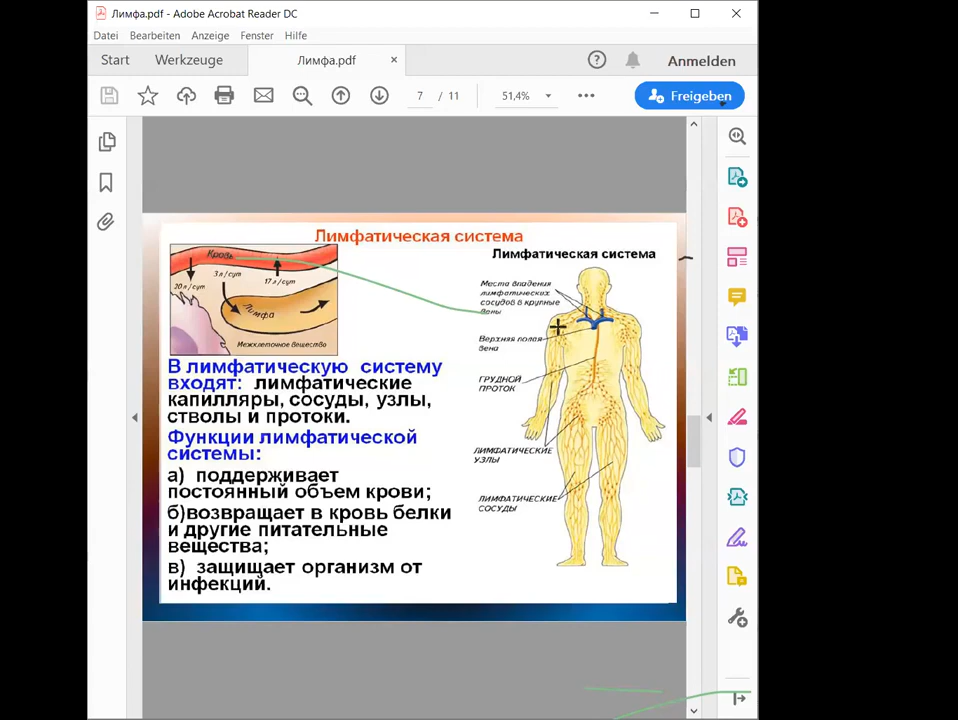 Лимфа.pdf - Adobe Acrobat Reader DC
Datei Bearbeiten Anzeige Fenster Hilfe
Start Werkzeuge Лимфа.pdf × Anmelden
7 / 11 51,4% Freigeben
Лимфатическая система
Кровь
20 л/сут
3 л/сут
17 л/сут
Лимфа
Межклеточное вещество
В лимфатическую систему
входят: лимфатические
капилляры, сосуды, узлы,
стволы и протоки.
Функции лимфатической
системы:
а) поддерживает
постоянный объем крови;
б)возвращает в кровь белки
и другие питательные
вещества;
в) защищает организм от
инфекций.
Лимфатическая система
Места впадения
лимфатических
сосудов в крупные
вены
Верхняя полая
вена
ГРУДНОЙ
ПРОТОК
ЛИМФАТИЧЕСКИЕ
УЗЛЫ
ЛИМФАТИЧЕСКИЕ
СОСУДЫ